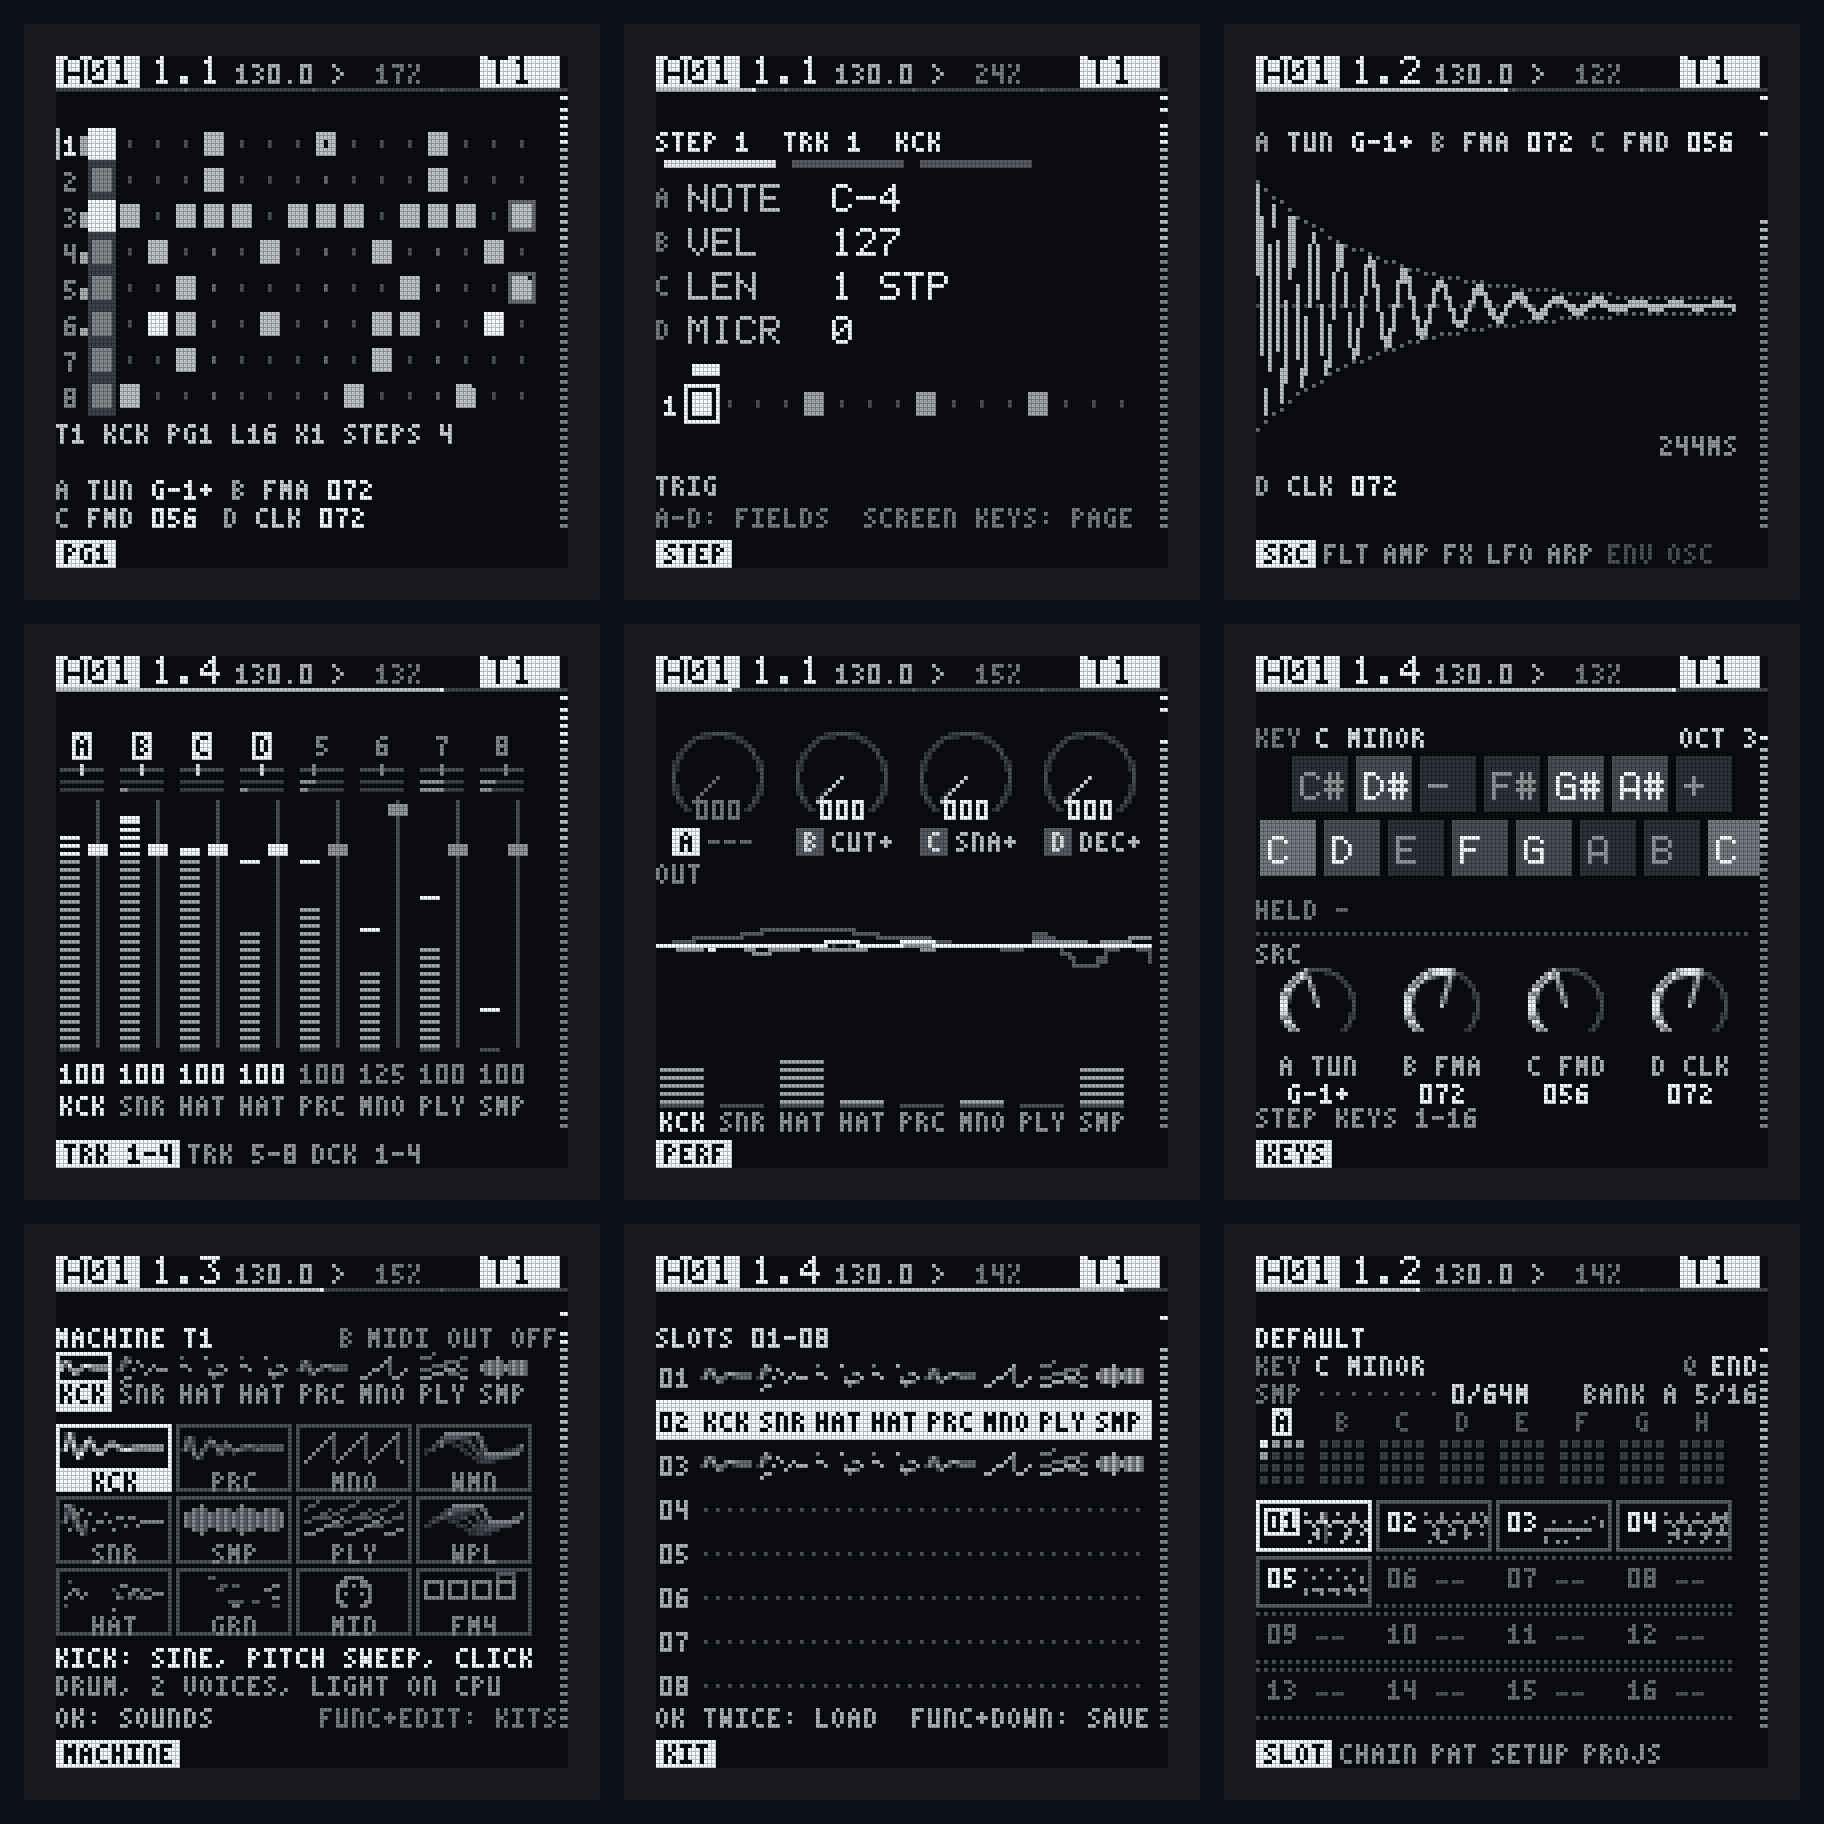 A01 1.1 130.0 > 17% T1
1
2
3
4
5
6
7
8
T1 KCK PG1 L16 X1 STEPS 4
A TUN G-1+ B FMA 072
C FMD 056 D CLK 072
PG1
A01 1.1 130.0 > 24% T1
STEP 1 TRK 1 KCK
A NOTE C-4
B VEL 127
C LEN 1 STP
D MICR 0
1
TRIG
A-D: FIELDS SCREEN KEYS: PAGE
STEP
A01 1.2 130.0 > 12% T1
A TUN G-1+ B FMA 072 C FMD 056
244MS
D CLK 072
SRC FLT AMP FX LFO ARP ENV OSC
A01 1.4 130.0 > 13% T1
A B C D 5 6 7 8
100 100 100 100 100 125 100 100
KCK SNR HAT HAT PRC MNO PLY SMP
TRK 1-4 TRK 5-8 DCK 1-4
A01 1.1 130.0 > 15% T1
000 000 000 000
A --- B CUT+ C SNA+ D DEC+
OUT
KCK SNR HAT HAT PRC MNO PLY SMP
PERF
A01 1.4 130.0 > 13% T1
KEY C MINOR OCT 3-
C# D# - F# G# A# +
C D E F G A B C
HELD -
SRC
A TUN B FMA C FMD D CLK
G-1+ 072 056 072
STEP KEYS 1-16
KEYS
A01 1.3 130.0 > 15% T1
MACHINE T1 B MIDI OUT OFF
KCK SNR HAT HAT PRC MNO PLY SMP
KCK PRC MNO WMN
SNR SMP PLY WPL
HAT GRN MID FM4
KICK: SINE, PITCH SWEEP, CLICK
DRUM, 2 VOICES, LIGHT ON CPU
OK: SOUNDS FUNC+EDIT: KITS
MACHINE
A01 1.4 130.0 > 14% T1
SLOTS 01-08
01
02 KCK SNR HAT HAT PRC MNO PLY SMP
03
04
05
06
07
08
OK TWICE: LOAD FUNC+DOWN: SAVE
KIT
A01 1.2 130.0 > 14% T1
DEFAULT
KEY C MINOR Q END
SMP ········ 0/64M BANK A 5/16
A B C D E F G H
01 02 03 04
05 06 -- 07 -- 08 --
09 -- 10 -- 11 -- 12 --
13 -- 14 -- 15 -- 16 --
SLOT CHAIN PAT SETUP PROJS